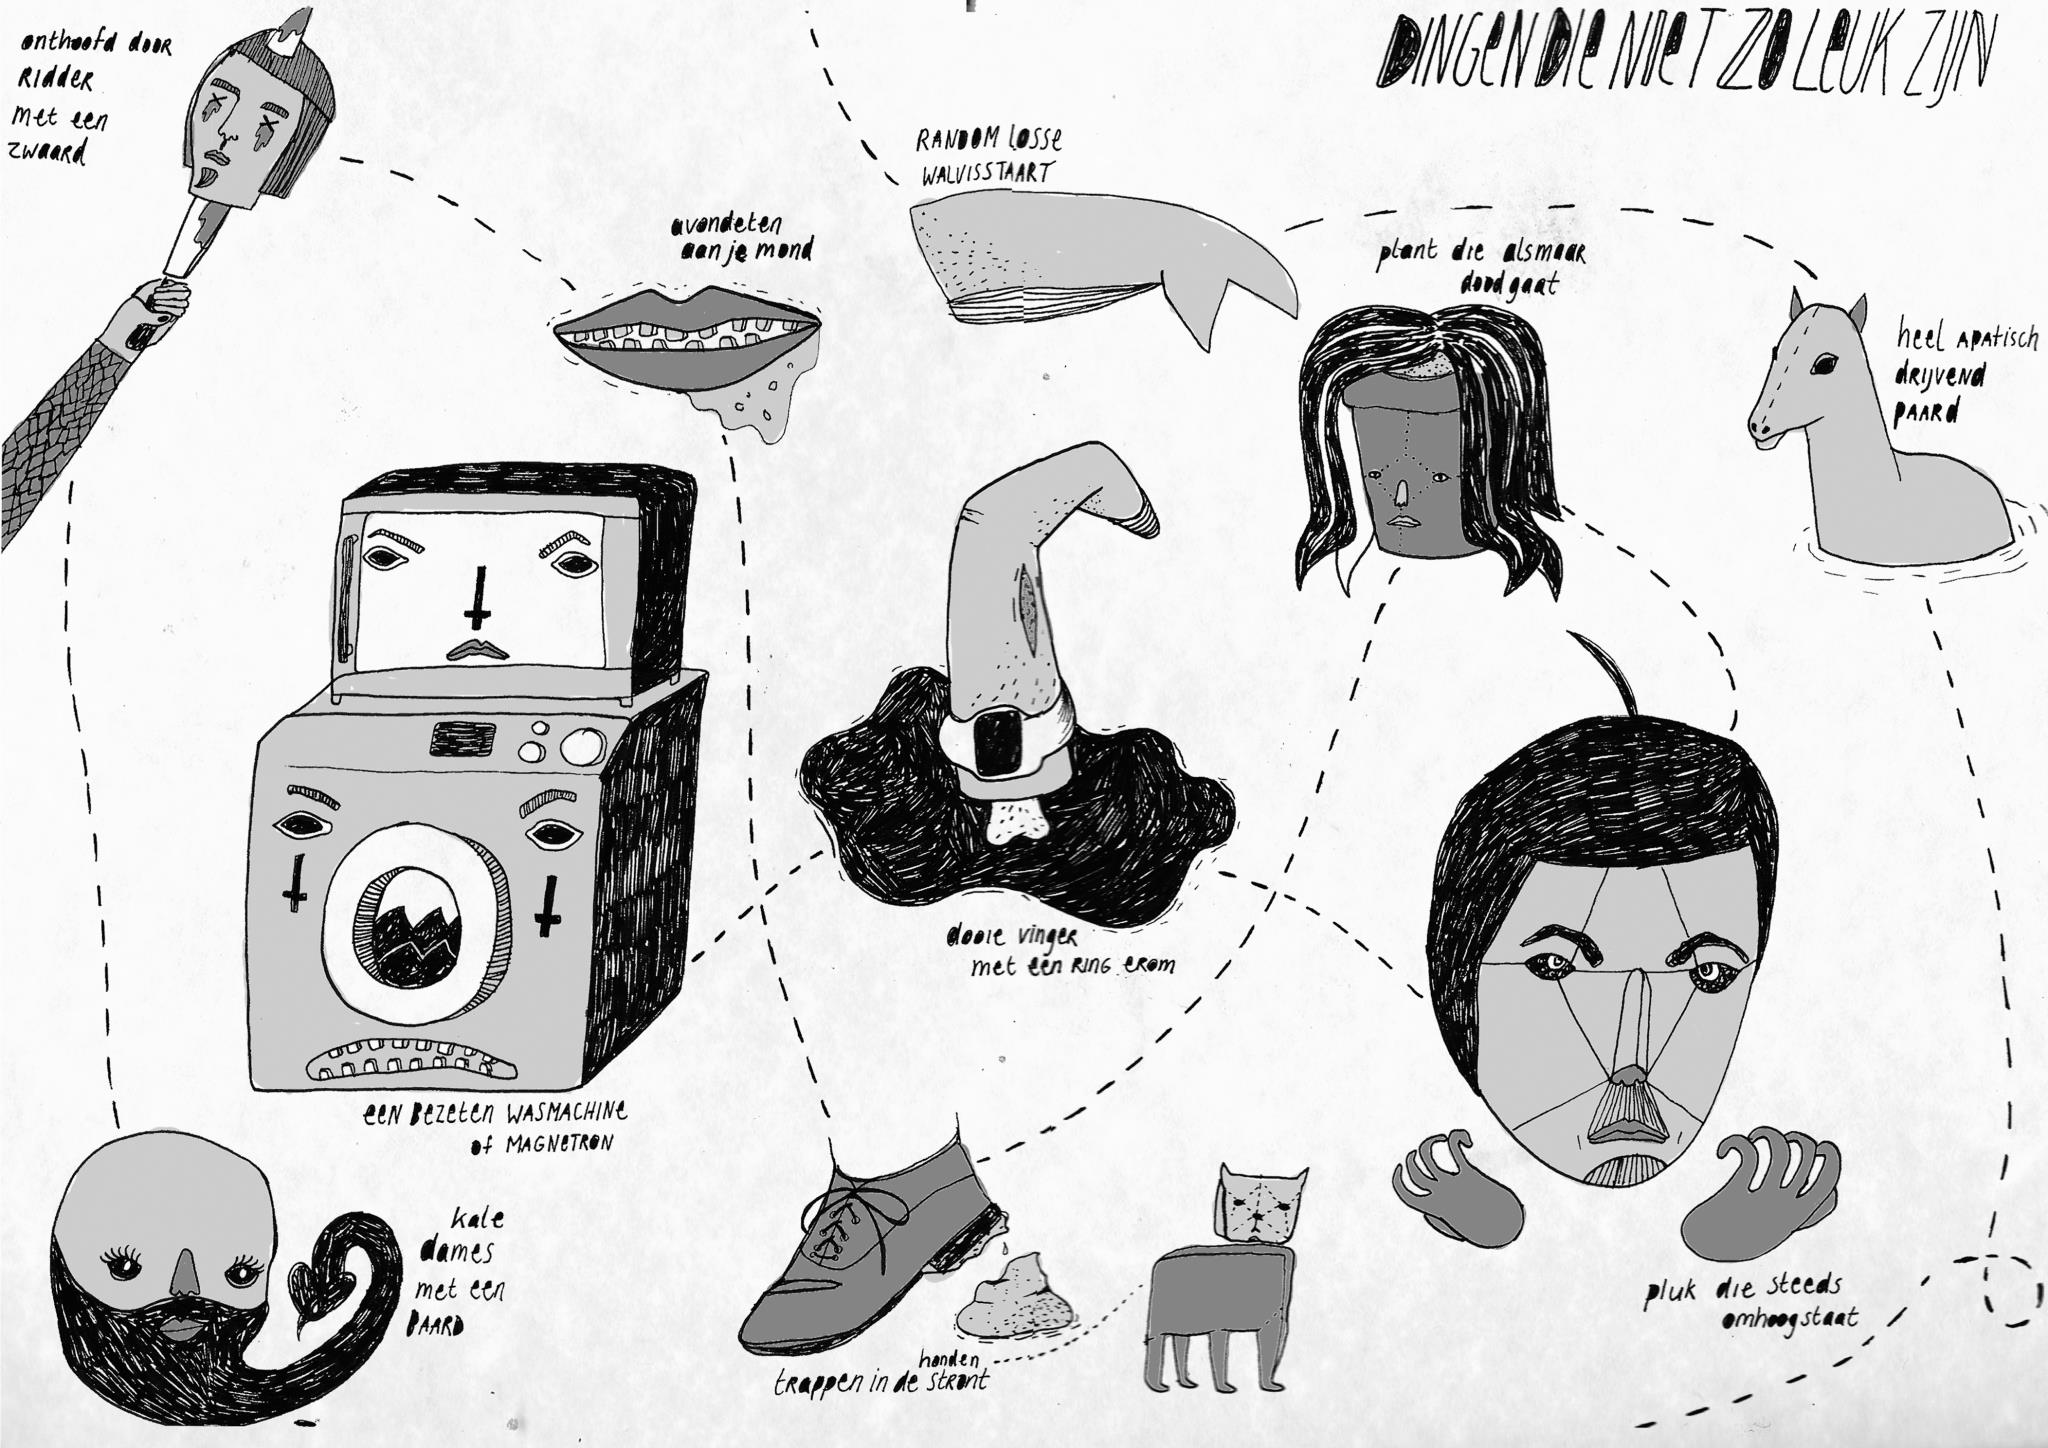 DINGEN DIE NIET ZO LEUK ZIJN
onthoofd door
Ridder
met een
zwaard
avondeten
aan je mond
RANDOM losse
WALVISSTAART
plant die alsmaar
doodgaat
heel apatisch
drijvend
paard
een bezeten wasmachine
of magnetron
dooie vinger
met een ring erom
kale
dames
met een
BAARD
honden
trappen in de stront
pluk die steeds
omhoogstaat